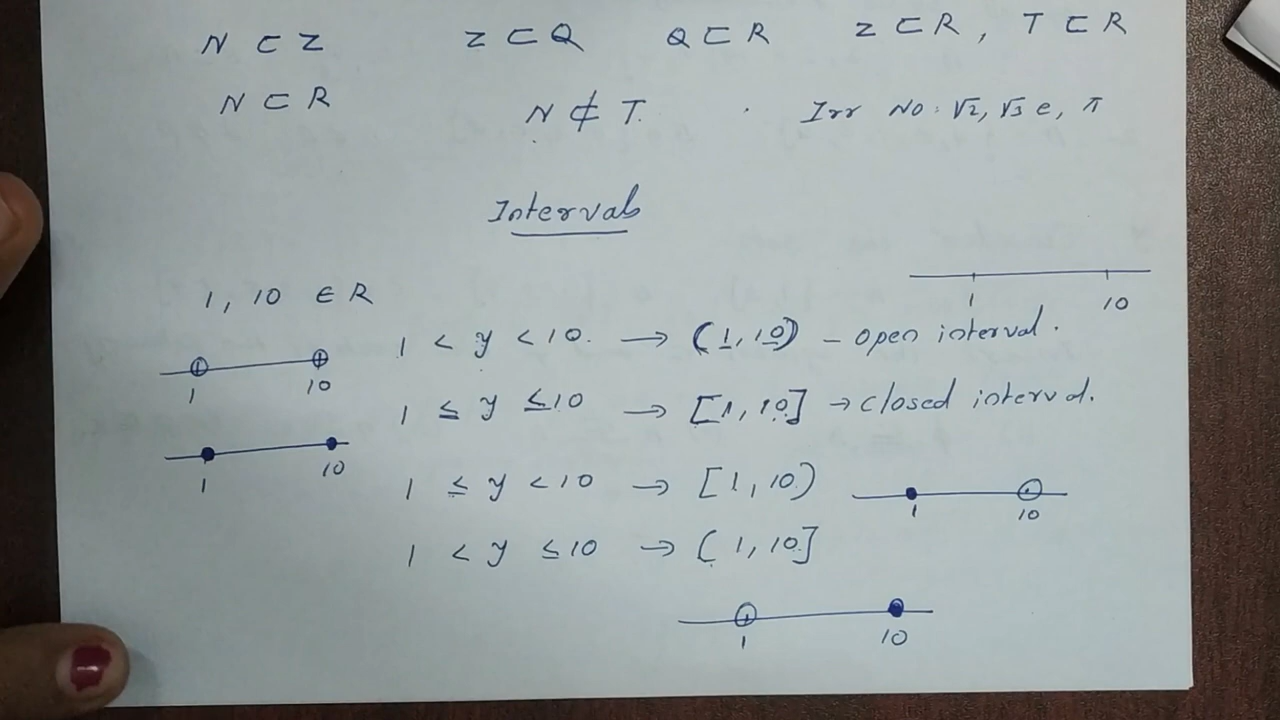 N ⊂ Z Z ⊂ Q Q ⊂ R Z ⊂ R , T ⊂ R
N ⊂ R N ⊄ T. Irr No: √2, √3 e, π
Intervals
1 10
1, 10 ∈ R
1 < y < 10. → (1, 10) – open interval.
1 10
1 ≤ y ≤ 10 → [1, 10] → closed interval.
1 10
1 ≤ y < 10 → [1, 10)
1 10
1 < y ≤ 10 → (1, 10]
1 10